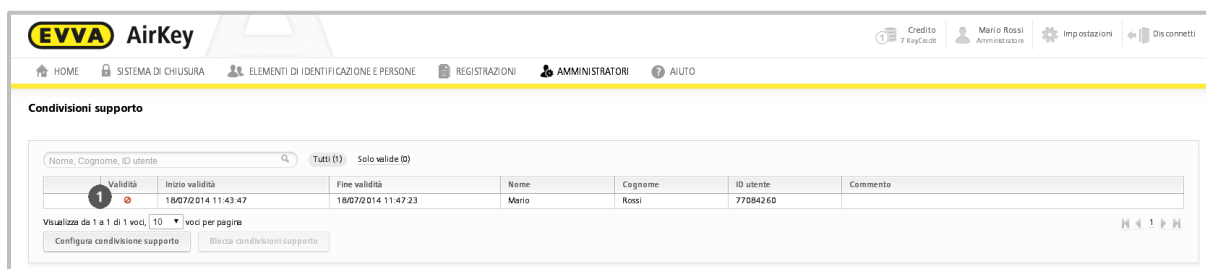 EVVA AirKey
Credito
7 KeyCredit
Mario Rossi
Amministratore
Impostazioni
Disconnetti
HOME SISTEMA DI CHIUSURA ELEMENTI DI IDENTIFICAZIONE E PERSONE REGISTRAZIONI AMMINISTRATORI ? AIUTO
Condivisioni supporto
Nome, Cognome, ID utente Tutti (1) Solo valide (0)
Validità Inizio validità Fine validità Nome Cognome ID utente Commento
1 18/07/2014 11:43:47 18/07/2014 11:47:23 Mario Rossi 77084260
Visualizza da 1 a 1 di 1 voci, 10 voci per pagina 1
Configura condivisione supporto Blocca condivisioni supporto